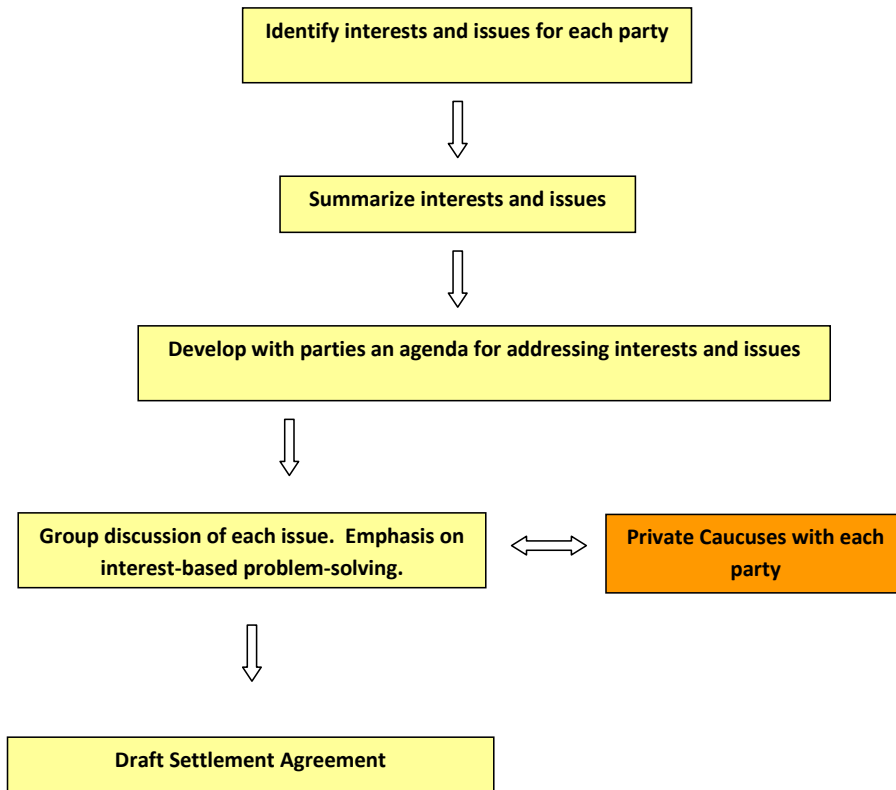 Identify interests and issues for each party
Summarize interests and issues
Develop with parties an agenda for addressing interests and issues
Group discussion of each issue.  Emphasis on
interest-based problem-solving.
Private Caucuses with each
party
Draft Settlement Agreement